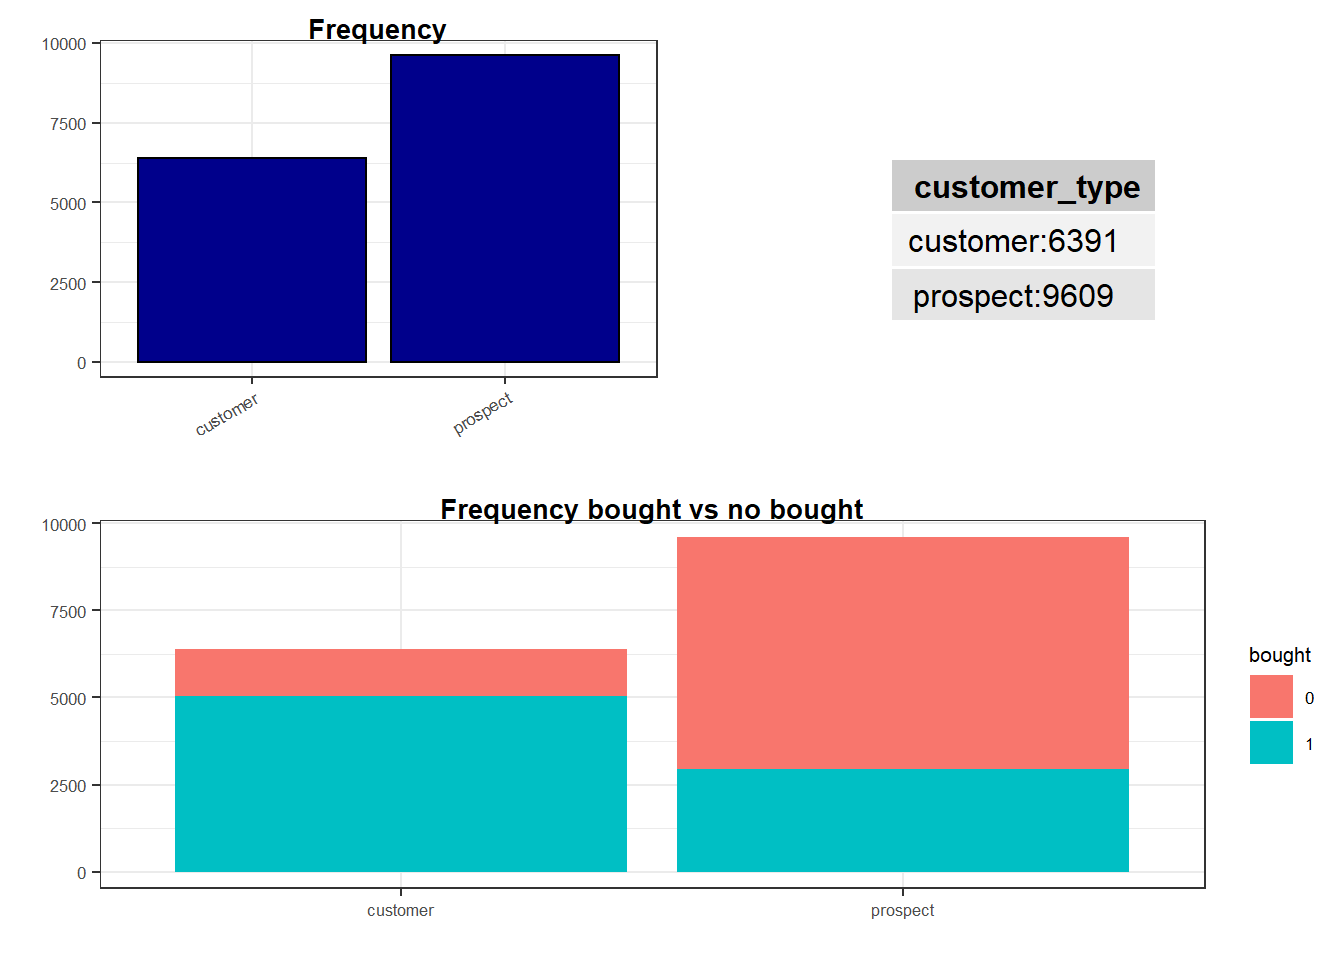 Frequency
10000
7500
5000
2500
0
customer
prospect
customer_type
customer:6391
prospect:9609
Frequency bought vs no bought
10000
7500
5000
2500
0
customer
prospect
bought
0
1